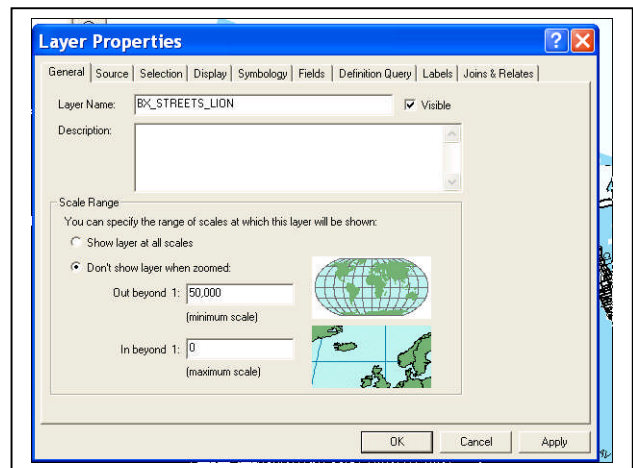 Layer Properties
General Source Selection Display Symbology Fields Definition Query Labels Joins & Relates
Layer Name: BX_STREETS_LION Visible
Description:
Scale Range
You can specify the range of scales at which this layer will be shown:
Show layer at all scales
Don't show layer when zoomed:
Out beyond 1: 50,000
(minimum scale)
In beyond 1: 0
(maximum scale)
OK Cancel Apply